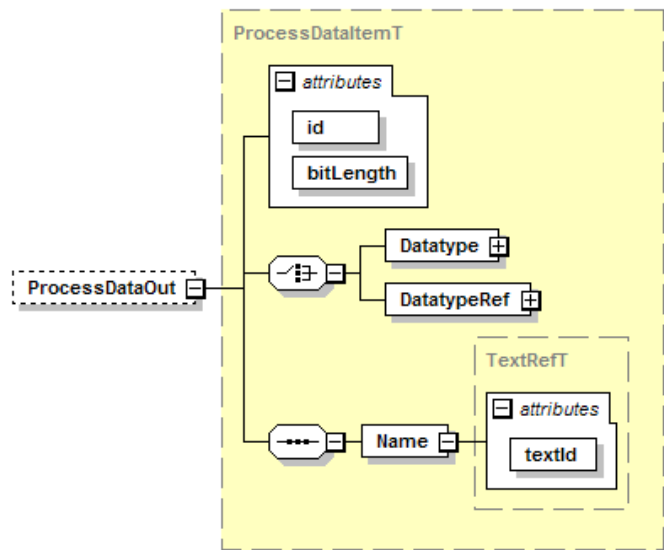 ProcessDataItemT
attributes
id
bitLength
Datatype
ProcessDataOut
DatatypeRef
TextRefT
attributes
Name
textId